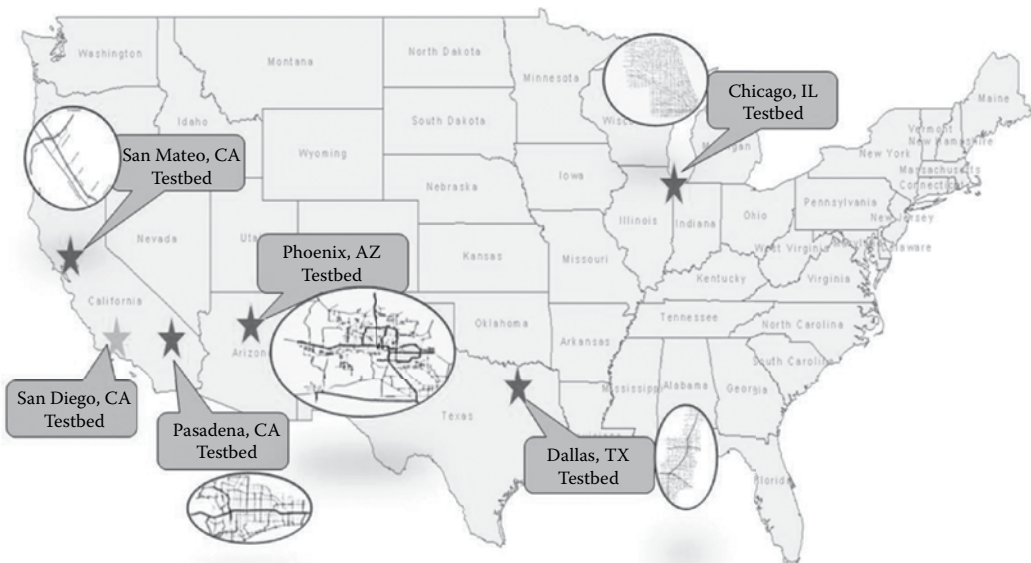 Washington
Montana
North Dakota
Minnesota
Maine
Idaho
South Dakota
Wyoming
Nebraska
Iowa
New York
Vermont
New Hampshire
Massachusetts
Pennsylvania
New Jersey
Chicago, IL
Testbed
San Mateo, CA
Testbed
Nevada
Illinois
Indiana
Ohio
West Virginia
Virginia
Kansas
Missouri
Kentucky
Phoenix, AZ
Testbed
California
Oklahoma
Arkansas
Tennessee
North Carolina
South Carolina
Mississippi
Alabama
Georgia
Texas
San Diego, CA
Testbed
Pasadena, CA
Testbed
Dallas, TX
Testbed
Florida